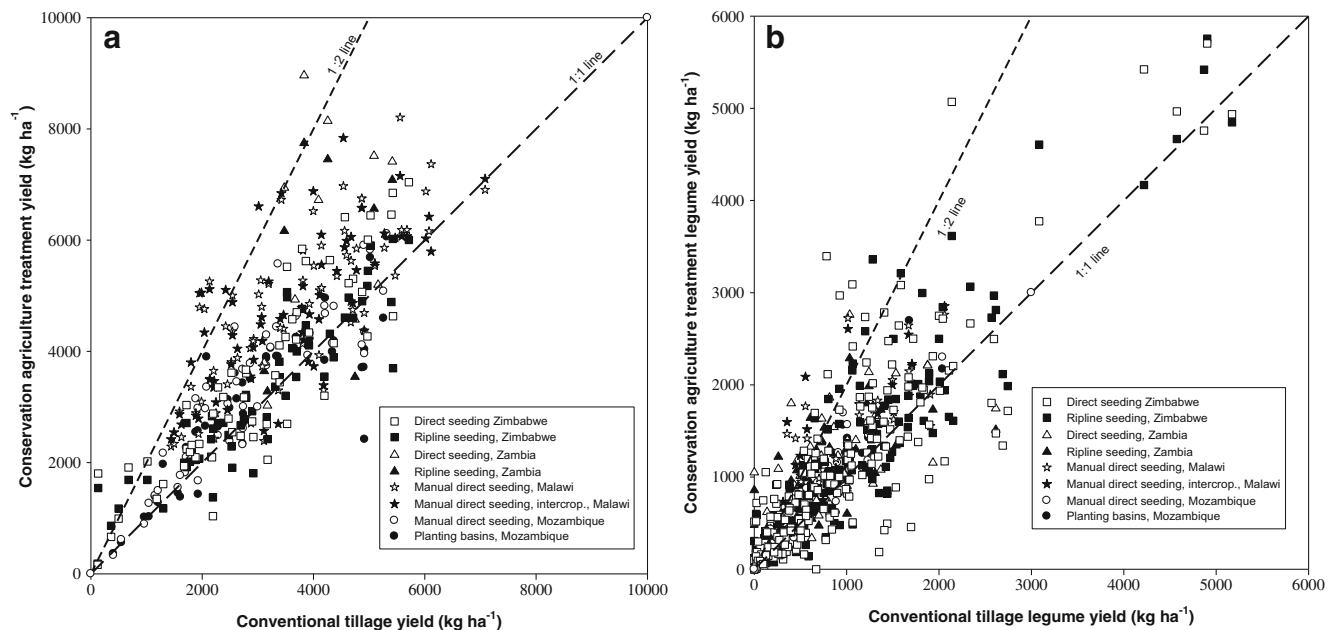 a
1:2 line
1:1 line
10000
8000
6000
4000
2000
0
0
2000
4000
6000
8000
10000
Conservation agriculture treatment yield (kg ha⁻¹)
Conventional tillage yield (kg ha⁻¹)
Direct seeding Zimbabwe
Ripline seeding, Zimbabwe
Direct seeding, Zambia
Ripline seeding, Zambia
Manual direct seeding, Malawi
Manual direct seeding, intercrop., Malawi
Manual direct seeding, Mozambique
Planting basins, Mozambique
b
1:2 line
1:1 line
6000
5000
4000
3000
2000
1000
0
0
1000
2000
3000
4000
5000
6000
Conservation agriculture treatment legume yield (kg ha⁻¹)
Conventional tillage legume yield (kg ha⁻¹)
Direct seeding Zimbabwe
Ripline seeding, Zimbabwe
Direct seeding, Zambia
Ripline seeding, Zambia
Manual direct seeding, Malawi
Manual direct seeding, intercrop., Malawi
Manual direct seeding, Mozambique
Planting basins, Mozambique